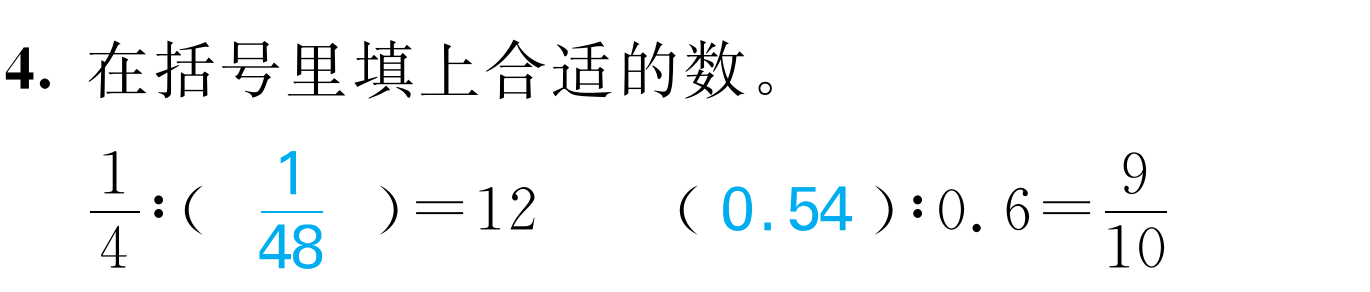 4. 在括号里填上合适的数。
1/4∶( 1/48 )=12 ( 0.54 )∶0.6=9/10